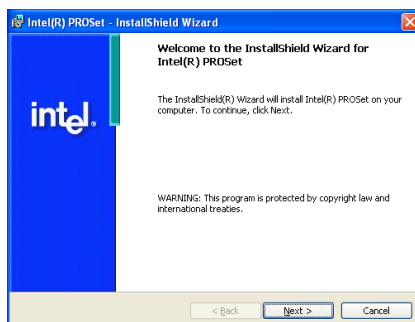 Intel(R) PROSet - InstallShield Wizard
Welcome to the InstallShield Wizard for
Intel(R) PROSet
intel.
The InstallShield(R) Wizard will install Intel(R) PROSet on your
computer. To continue, click Next.
WARNING: This program is protected by copyright law and
international treaties.
< Back
Next >
Cancel